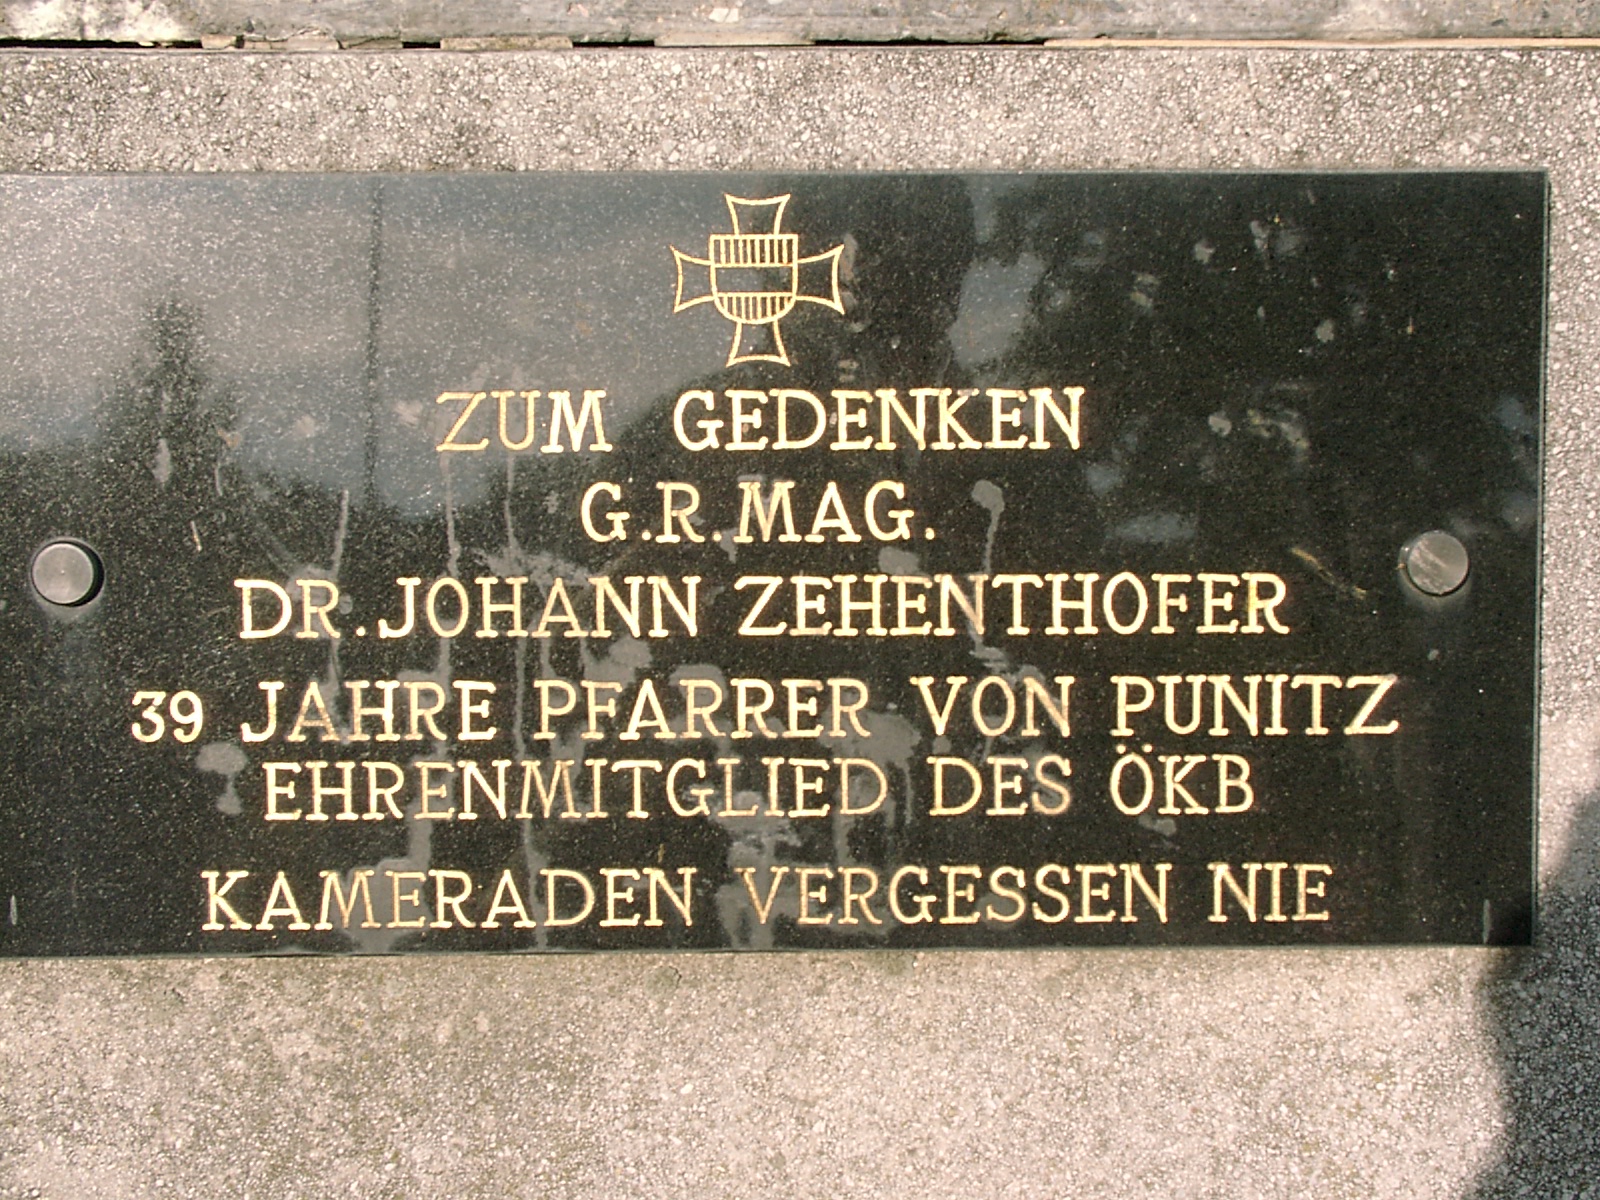 ZUM GEDENKEN
G.R.MAG.
DR.JOHANN ZEHENTHOFER
39 JAHRE PFARRER VON PUNITZ
EHRENMITGLIED DES ÖKB
KAMERADEN VERGESSEN NIE